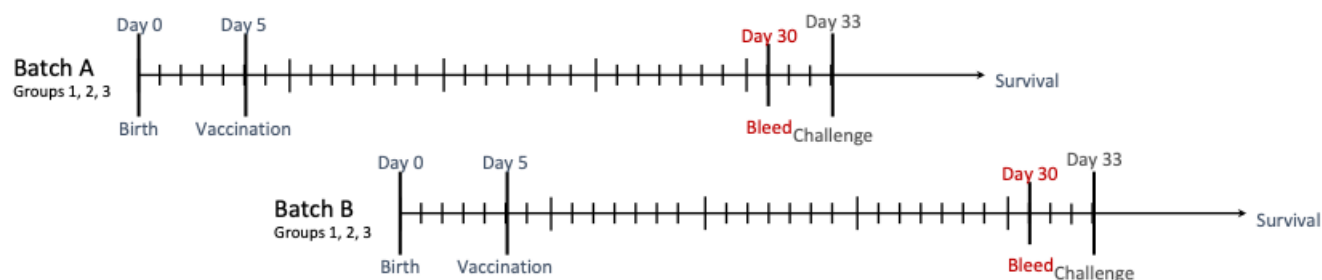 Day 0 Day 5 Day 30 Day 33
Batch A
Groups 1, 2, 3
Survival
Birth Vaccination Bleed Challenge
Day 0 Day 5 Day 30 Day 33
Batch B
Groups 1, 2, 3
Survival
Birth Vaccination Bleed Challenge